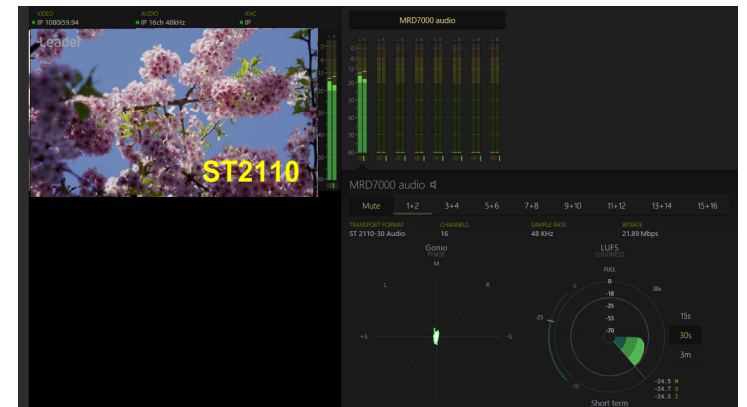 VIDEO
IP 1080i59.94
AUDIO
IP 16ch 48kHz
ANC.
IP
Leader
ST2110
MRD7000 audio
L R L R L R L R L R L R L R L R
MRD7000 audio
Mute 1+2 3+4 5+6 7+8 9+10 11+12 13+14 15+16
TRANSPORT FORMAT
ST 2110-30 Audio
CHANNELS
16
SAMPLE RATE
48 KHz
BITRATE
21.89 Mbps
Gonio
PHASE
M
L
R
+S
-S
LUFS
LOUDNESS
FULL
0
-18
-35
-53
-70
0
30s
-23
-70
15s
30s
3m
-24.5 M
-24.7 S
-24.3 I
Short term